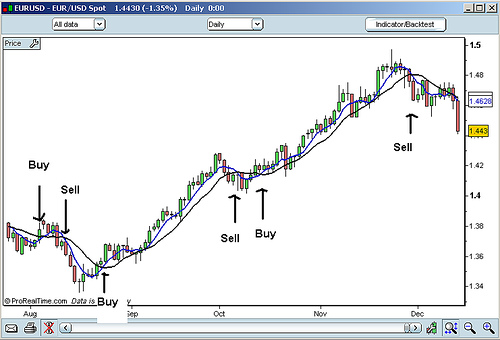 EURUSD - EUR/USD Spot 1.4430 (-1.35%) Daily 0:00
All data Daily Indicator/Backtest
Price
1.5
1.48
1.4628
1.443
1.42
1.4
1.38
1.36
1.34
Buy
Sell
Sell
Buy
Sell
Buy
© ProRealTime.com Data is
Aug Sep Oct Nov Dec